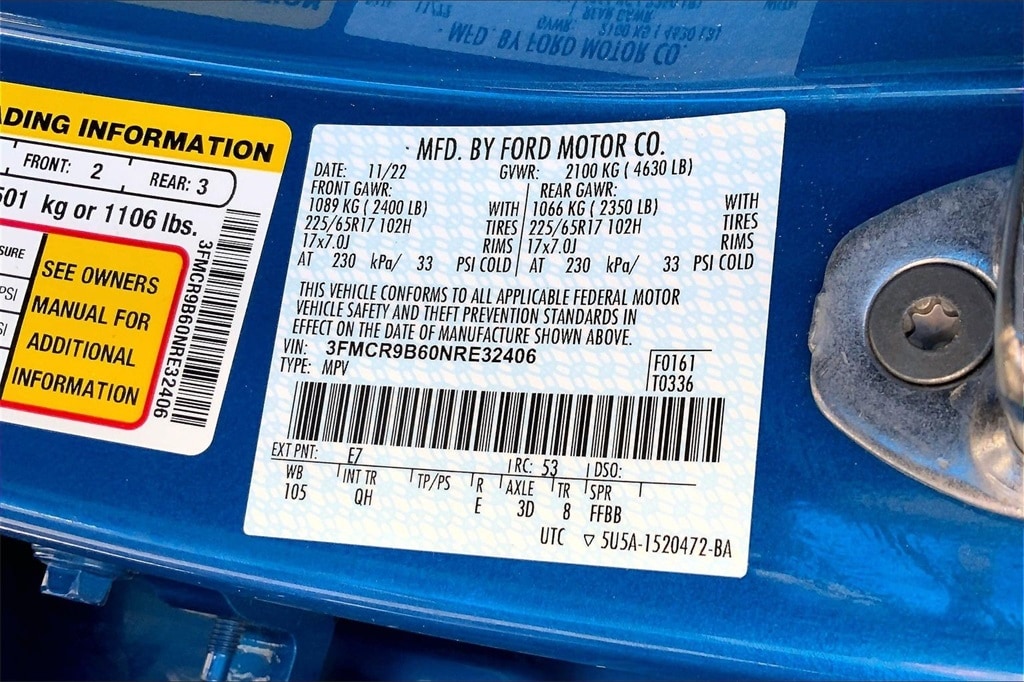 ADING INFORMATION
FRONT: 2 REAR: 3
501 kg or 1106 lbs.
SURE
PSI
SI
SEE OWNERS
MANUAL FOR
ADDITIONAL
INFORMATION
3FMCR9B60NRE32406
MFD. BY FORD MOTOR CO.
DATE: 11/22 GVWR: 2100 KG ( 4630 LB)
FRONT GAWR: REAR GAWR:
1089 KG ( 2400 LB) WITH 1066 KG ( 2350 LB) WITH
225/65R17 102H TIRES 225/65R17 102H TIRES
17x7.0J RIMS 17x7.0J RIMS
AT 230 kPa/ 33 PSI COLD AT 230 kPa/ 33 PSI COLD
THIS VEHICLE CONFORMS TO ALL APPLICABLE FEDERAL MOTOR
VEHICLE SAFETY AND THEFT PREVENTION STANDARDS IN
EFFECT ON THE DATE OF MANUFACTURE SHOWN ABOVE.
VIN: 3FMCR9B60NRE32406
TYPE: MPV
F0161
T0336
EXT PNT: E7 RC: 53 DSO:
WB INT TR TP/PS R AXLE TR SPR
105 QH E 3D 8 FFBB
UTC ▽ 5U5A-1520472-BA